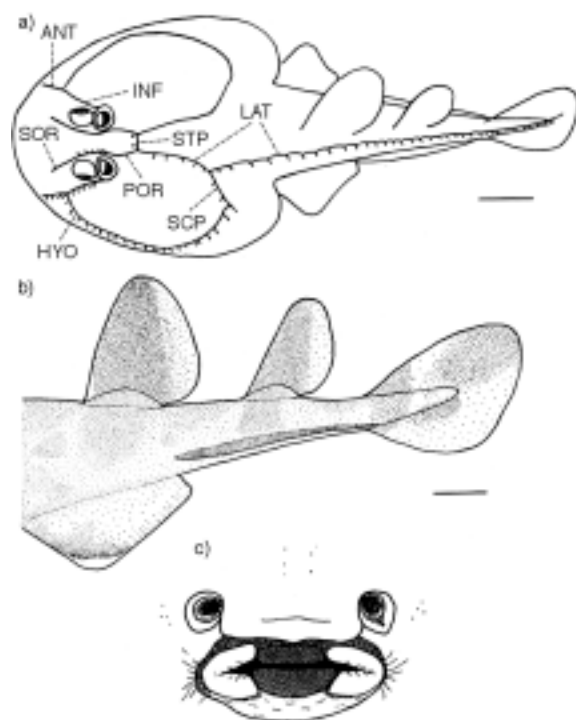 a)
ANT
INF
SOR
STP
LAT
POR
SCP
HYO
b)
c)